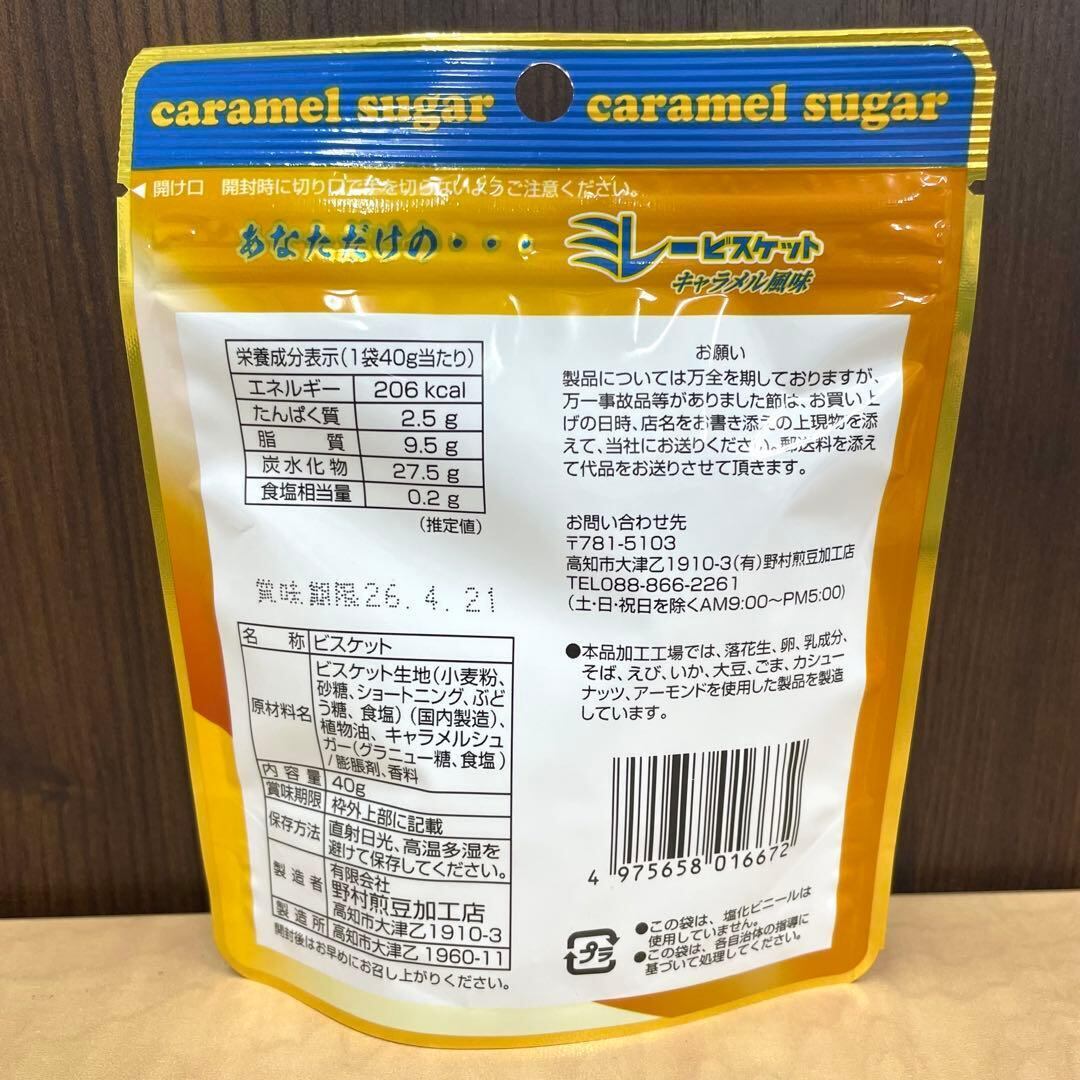 caramel sugar caramel sugar
◀開け口 開封時に切り口で手を切らないようご注意ください。
あなただけの・・・
ミレービスケット
キャラメル風味
栄養成分表示(1袋40g当たり)
エネルギー 206 kcal
たんぱく質 2.5 g
脂質 9.5 g
炭水化物 27.5 g
食塩相当量 0.2 g
(推定値)
賞味期限26.4.21
名称 ビスケット
原材料名 ビスケット生地(小麦粉、
砂糖、ショートニング、ぶど
う糖、食塩)(国内製造)、
植物油、キャラメルシュ
ガー(グラニュー糖、食塩)
/膨脹剤、香料
内容量 40g
賞味期限 枠外上部に記載
保存方法 直射日光、高温多湿を
避けて保存してください。
製造者 有限会社
野村煎豆加工店
高知市大津乙1910-3
製造所 高知市大津乙 1960-11
開封後はお早めにお召し上がりください。
お願い
製品については万全を期しておりますが、
万一事故品等がありました節は、お買い上
げの日時、店名をお書き添えの上現物を添
えて、当社にお送りください。郵送料を添え
て代品をお送りさせて頂きます。
お問い合わせ先
〒781-5103
高知市大津乙1910-3(有)野村煎豆加工店
TEL088-866-2261
(土・日・祝日を除くAM9:00〜PM5:00)
●本品加工工場では、落花生、卵、乳成分、
そば、えび、いか、大豆、ごま、カシュー
ナッツ、アーモンドを使用した製品を製造
しています。
4 975658 016672
プラ
●この袋は、塩化ビニールは
使用していません。
●この袋は、各自治体の指導に
基づいて処理してください。